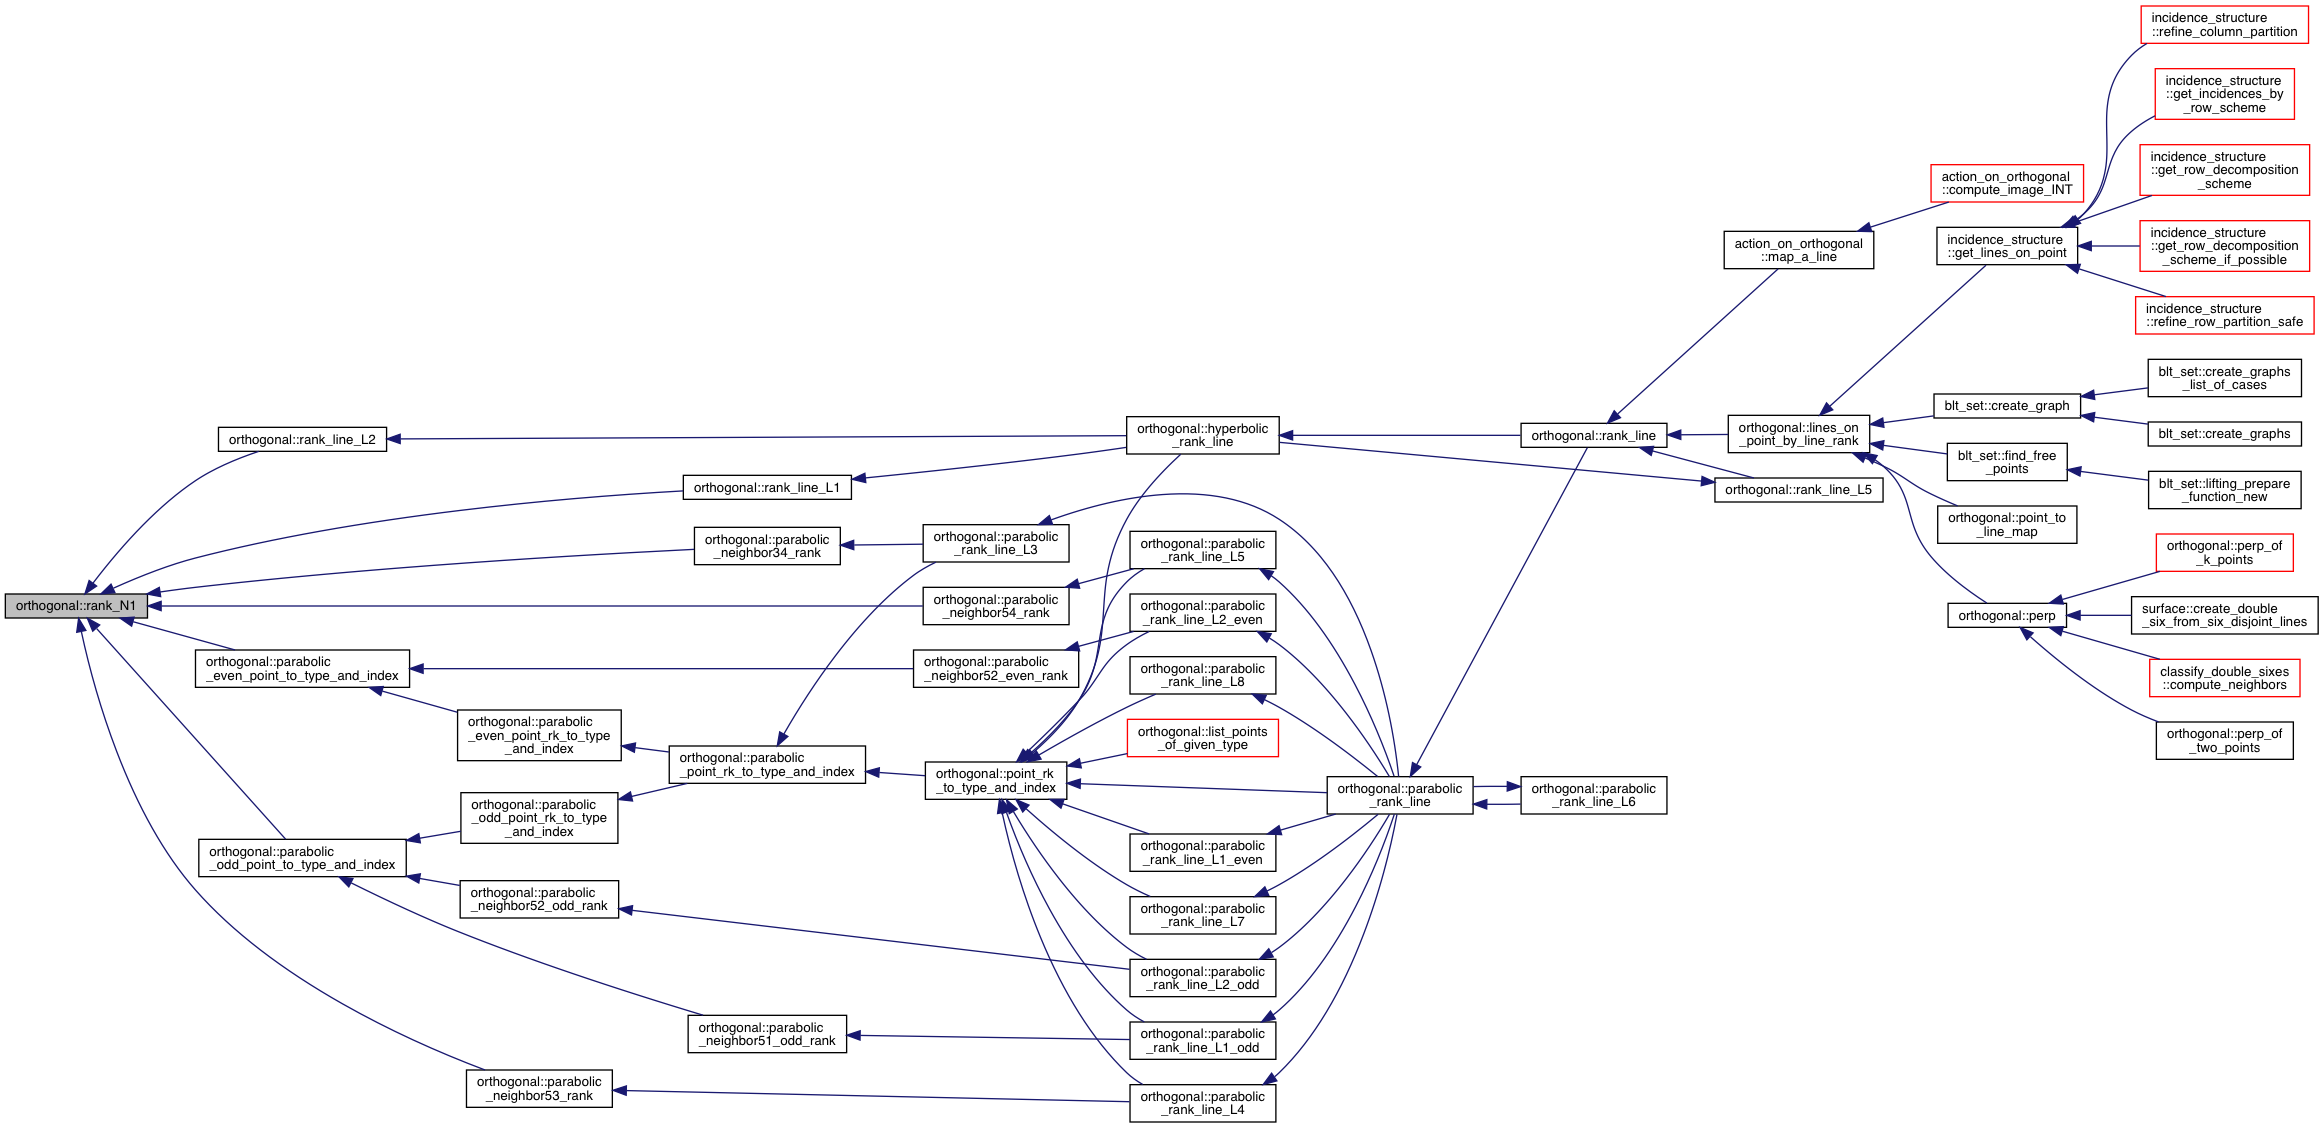 orthogonal::rank_N1
orthogonal::rank_line_L2
orthogonal::rank_line_L1
orthogonal::parabolic
_neighbor34_rank
orthogonal::parabolic
_neighbor54_rank
orthogonal::parabolic
_even_point_to_type_and_index
orthogonal::parabolic
_even_point_rk_to_type
_and_index
orthogonal::parabolic
_odd_point_rk_to_type
_and_index
orthogonal::parabolic
_odd_point_to_type_and_index
orthogonal::parabolic
_neighbor52_odd_rank
orthogonal::parabolic
_neighbor51_odd_rank
orthogonal::parabolic
_neighbor53_rank
orthogonal::parabolic
_point_rk_to_type_and_index
orthogonal::parabolic
_rank_line_L3
orthogonal::parabolic
_neighbor52_even_rank
orthogonal::point_rk
_to_type_and_index
orthogonal::hyperbolic
_rank_line
orthogonal::parabolic
_rank_line_L5
orthogonal::parabolic
_rank_line_L2_even
orthogonal::parabolic
_rank_line_L8
orthogonal::list_points
_of_given_type
orthogonal::parabolic
_rank_line_L1_even
orthogonal::parabolic
_rank_line_L7
orthogonal::parabolic
_rank_line_L2_odd
orthogonal::parabolic
_rank_line_L1_odd
orthogonal::parabolic
_rank_line_L4
orthogonal::parabolic
_rank_line
orthogonal::parabolic
_rank_line_L6
orthogonal::rank_line
orthogonal::rank_line_L5
action_on_orthogonal
::map_a_line
action_on_orthogonal
::compute_image_INT
orthogonal::lines_on
_point_by_line_rank
incidence_structure
::get_lines_on_point
blt_set::create_graph
blt_set::find_free
_points
orthogonal::point_to
_line_map
orthogonal::perp
incidence_structure
::refine_column_partition
incidence_structure
::get_incidences_by
_row_scheme
incidence_structure
::get_row_decomposition
_scheme
incidence_structure
::get_row_decomposition
_scheme_if_possible
incidence_structure
::refine_row_partition_safe
blt_set::create_graphs
_list_of_cases
blt_set::create_graphs
blt_set::lifting_prepare
_function_new
orthogonal::perp_of
_k_points
surface::create_double
_six_from_six_disjoint_lines
classify_double_sixes
::compute_neighbors
orthogonal::perp_of
_two_points